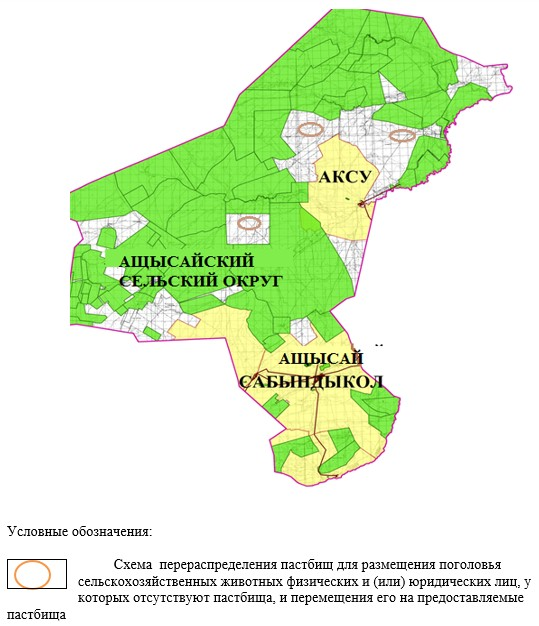 АКСУ
АЩЫСАЙСКИЙ
СЕЛЬСКИЙ ОКРУГ
АЩЫСАЙ
САБЫНДЫКОЛ
Условные обозначения:
Схема перераспределения пастбищ для размещения поголовья
сельскохозяйственных животных физических и (или) юридических лиц, у
которых отсутствуют пастбища, и перемещения его на предоставляемые
пастбища